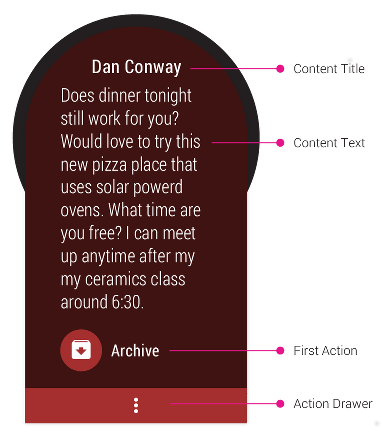 Dan Conway
Content Title
Does dinner tonight
still work for you?
Would love to try this
Content Text
new pizza place that
uses solar powerd
ovens. What time are
you free? I can meet
up anytime after my
my ceramics class
around 6:30.
Archive
First Action
Action Drawer